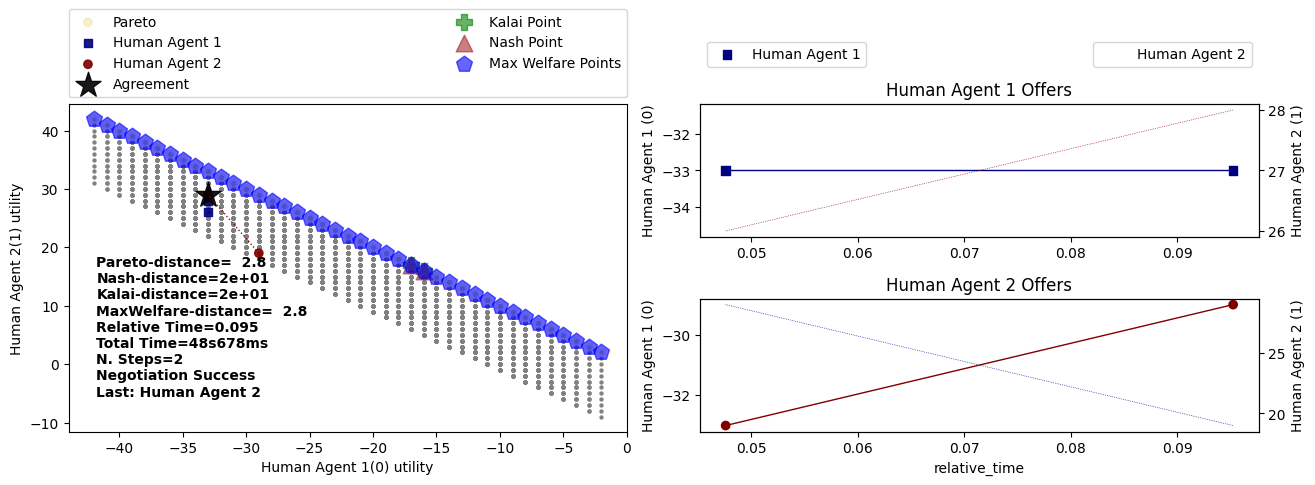 Pareto
Human Agent 1
Human Agent 2
Agreement
Kalai Point
Nash Point
Max Welfare Points
Human Agent 2(1) utility
40
30
20
10
0
−10
Pareto-distance=  2.8
Nash-distance=2e+01
Kalai-distance=2e+01
MaxWelfare-distance=  2.8
Relative Time=0.095
Total Time=48s678ms
N. Steps=2
Negotiation Success
Last: Human Agent 2
−40 −35 −30 −25 −20 −15 −10 −5 0
Human Agent 1(0) utility
Human Agent 1
Human Agent 2
Human Agent 1 Offers
Human Agent 1 (0)
−32
−33
−34
28
27
26
Human Agent 2 (1)
0.05 0.06 0.07 0.08 0.09
Human Agent 2 Offers
Human Agent 1 (0)
−30
−32
25
20
Human Agent 2 (1)
0.05 0.06 0.07 0.08 0.09
relative_time